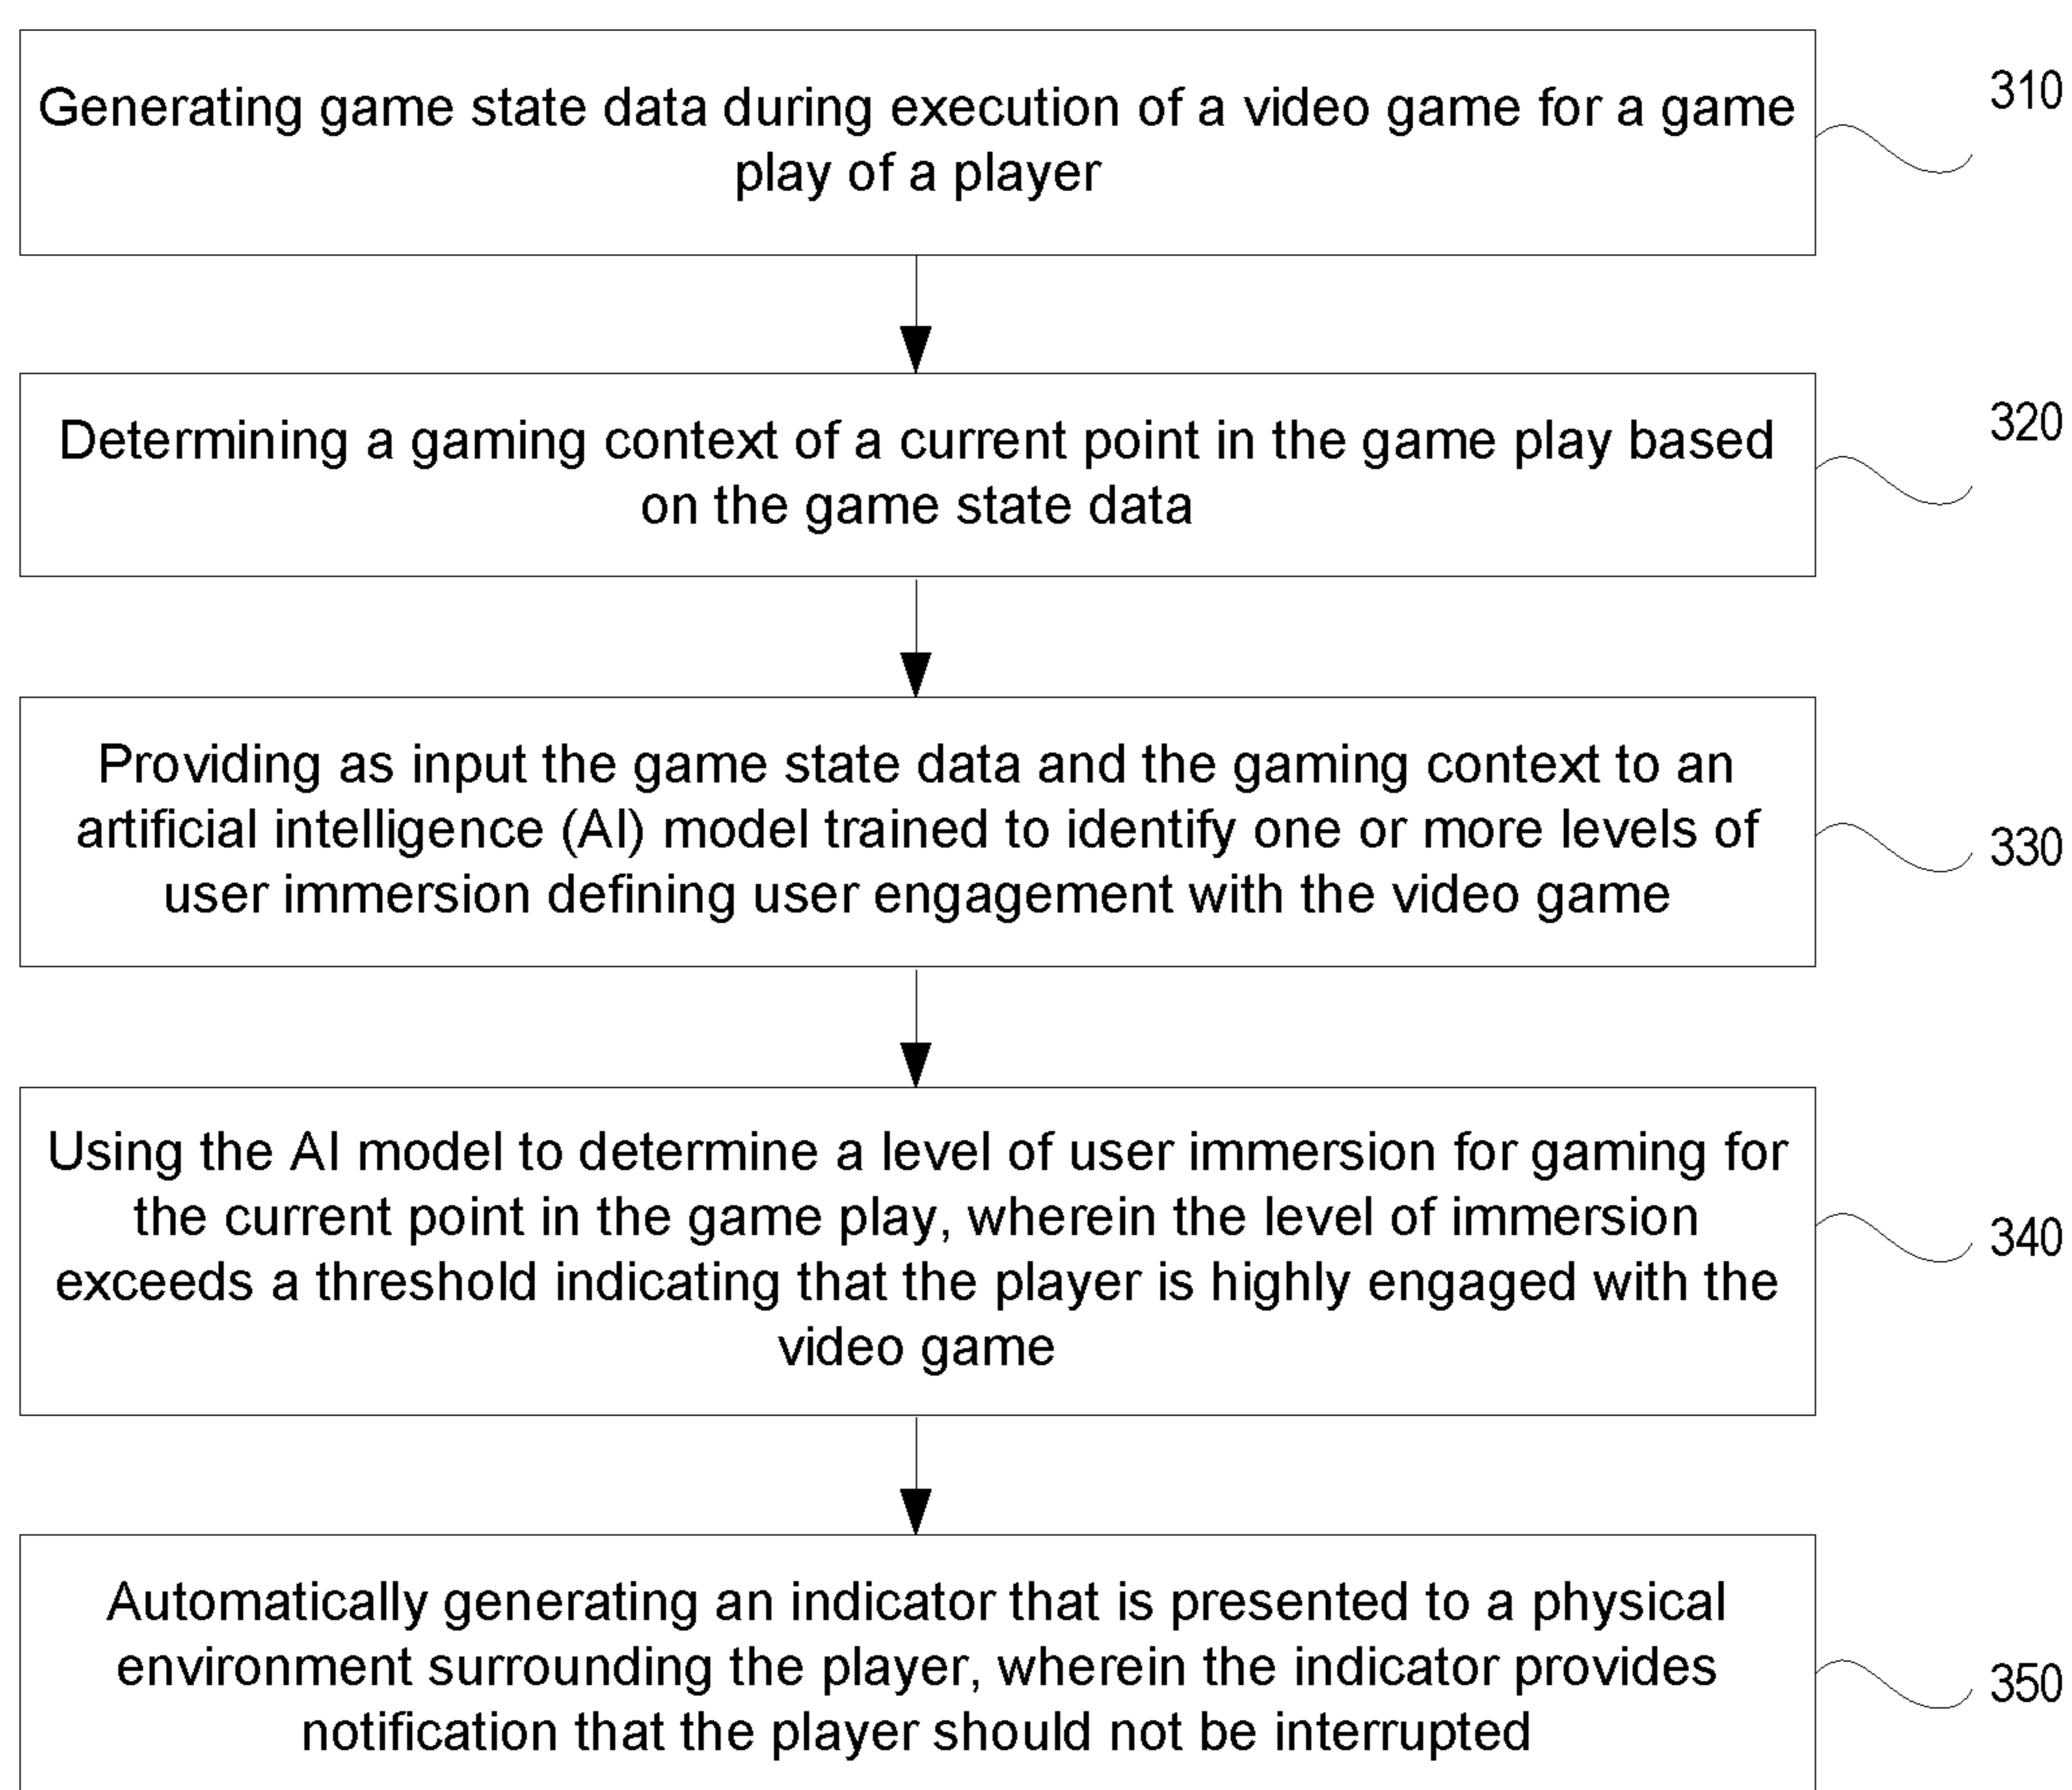 Generating game state data during execution of a video game for a game
play of a player
310
Determining a gaming context of a current point in the game play based
on the game state data
320
Providing as input the game state data and the gaming context to an
artificial intelligence (AI) model trained to identify one or more levels of
user immersion defining user engagement with the video game
330
Using the AI model to determine a level of user immersion for gaming for
the current point in the game play, wherein the level of immersion
exceeds a threshold indicating that the player is highly engaged with the
video game
340
Automatically generating an indicator that is presented to a physical
environment surrounding the player, wherein the indicator provides
notification that the player should not be interrupted
350